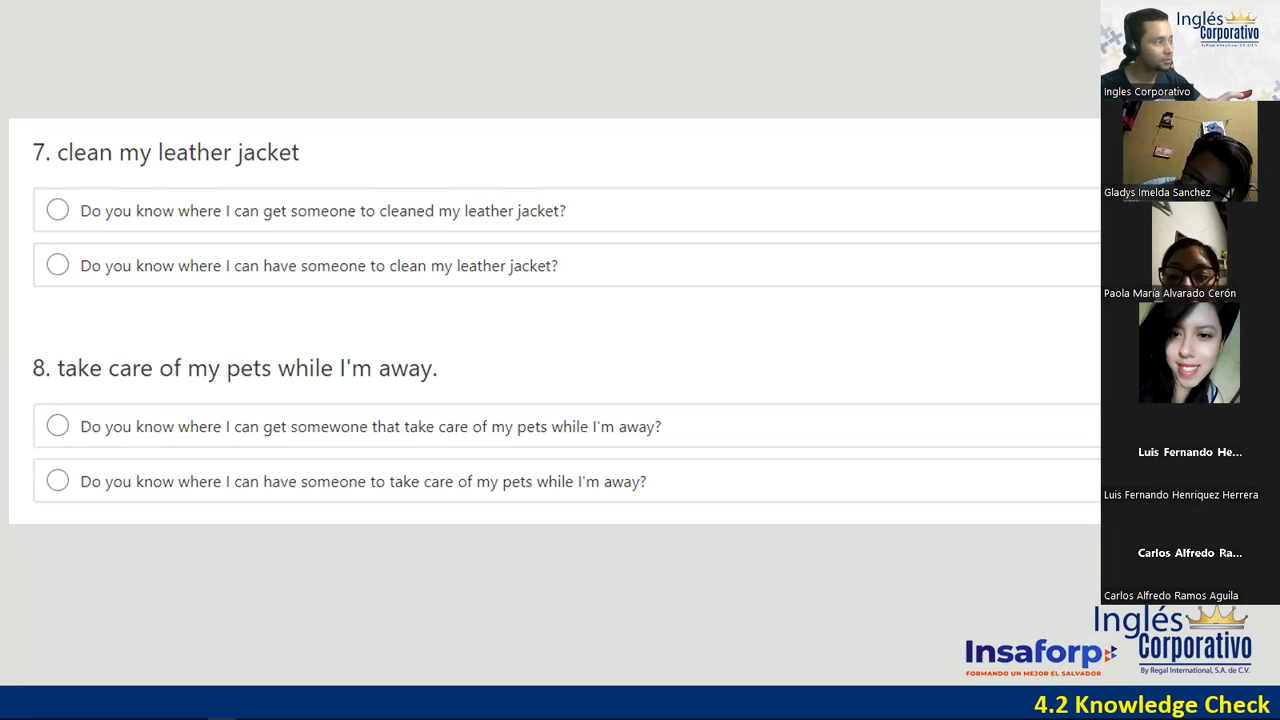 7. clean my leather jacket
Do you know where I can get someone to cleaned my leather jacket?
Do you know where I can have someone to clean my leather jacket?
8. take care of my pets while I'm away.
Do you know where I can get somewone that take care of my pets while I'm away?
Do you know where I can have someone to take care of my pets while I'm away?
Inglés
Corporativo
Ingles Corporativo
Gladys Imelda Sanchez
Paola María Alvarado Cerón
Luis Fernando He...
Luis Fernando Henriquez Herrera
Carlos Alfredo Ra...
Carlos Alfredo Ramos Aguila
Inglés
Corporativo
By Regal International, S.A. de C.V.
Insaforp
FORMANDO UN MEJOR EL SALVADOR
4.2 Knowledge Check